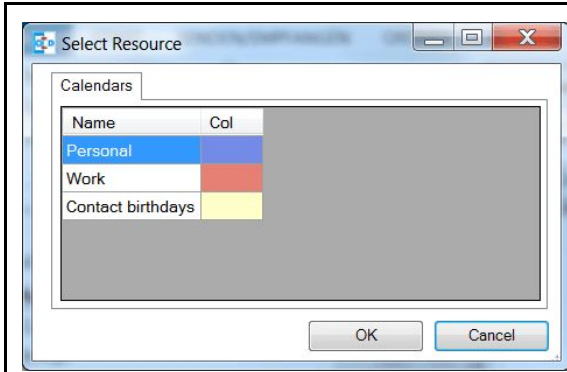 Select Resource
Calendars
Name Col
Personal
Work
Contact birthdays
OK Cancel